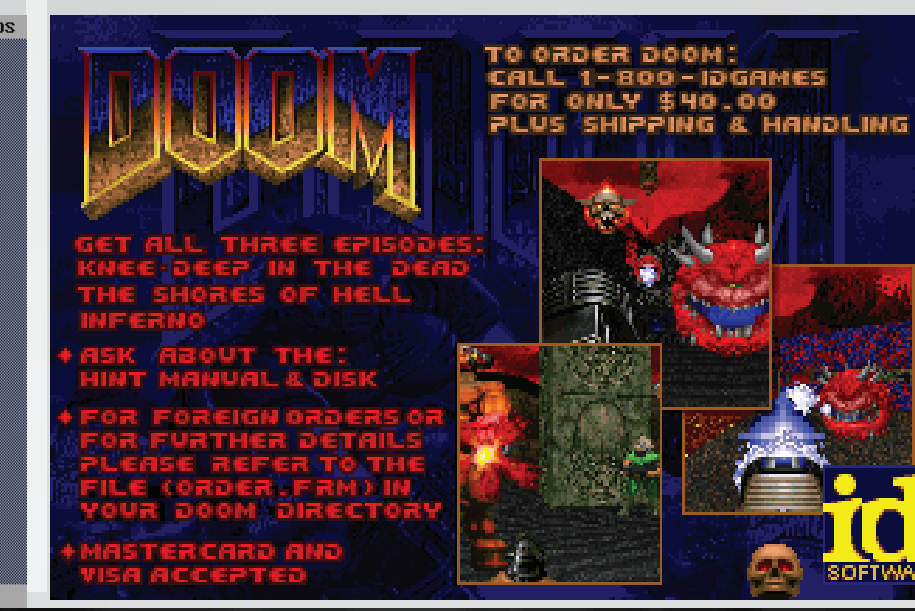 OS
DOOM
TO ORDER DOOM:
CALL 1-800-IDGAMES
FOR ONLY $40.00
PLUS SHIPPING & HANDLING
GET ALL THREE EPISODES:
KNEE-DEEP IN THE DEAD
THE SHORES OF HELL
INFERNO
ASK ABOUT THE:
HINT MANUAL & DISK
FOR FOREIGN ORDERS OR
FOR FURTHER DETAILS
PLEASE REFER TO THE
FILE (ORDER.FRM) IN
YOUR DOOM DIRECTORY
MASTERCARD AND
VISA ACCEPTED
id
SOFTWA